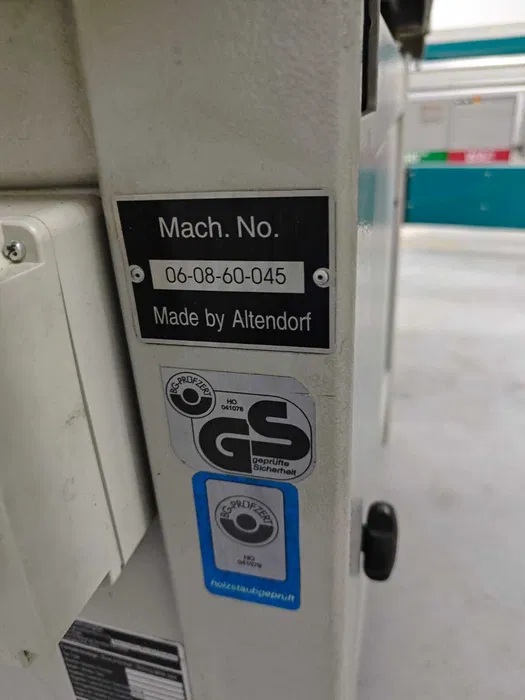 Mach. No.
06-08-60-045
Made by Altendorf
BG-PRÜFZERT
HO
041078
GS
geprüfte
Sicherheit
BG-PRÜFZERT
HO
041079
holzstaubgeprüft